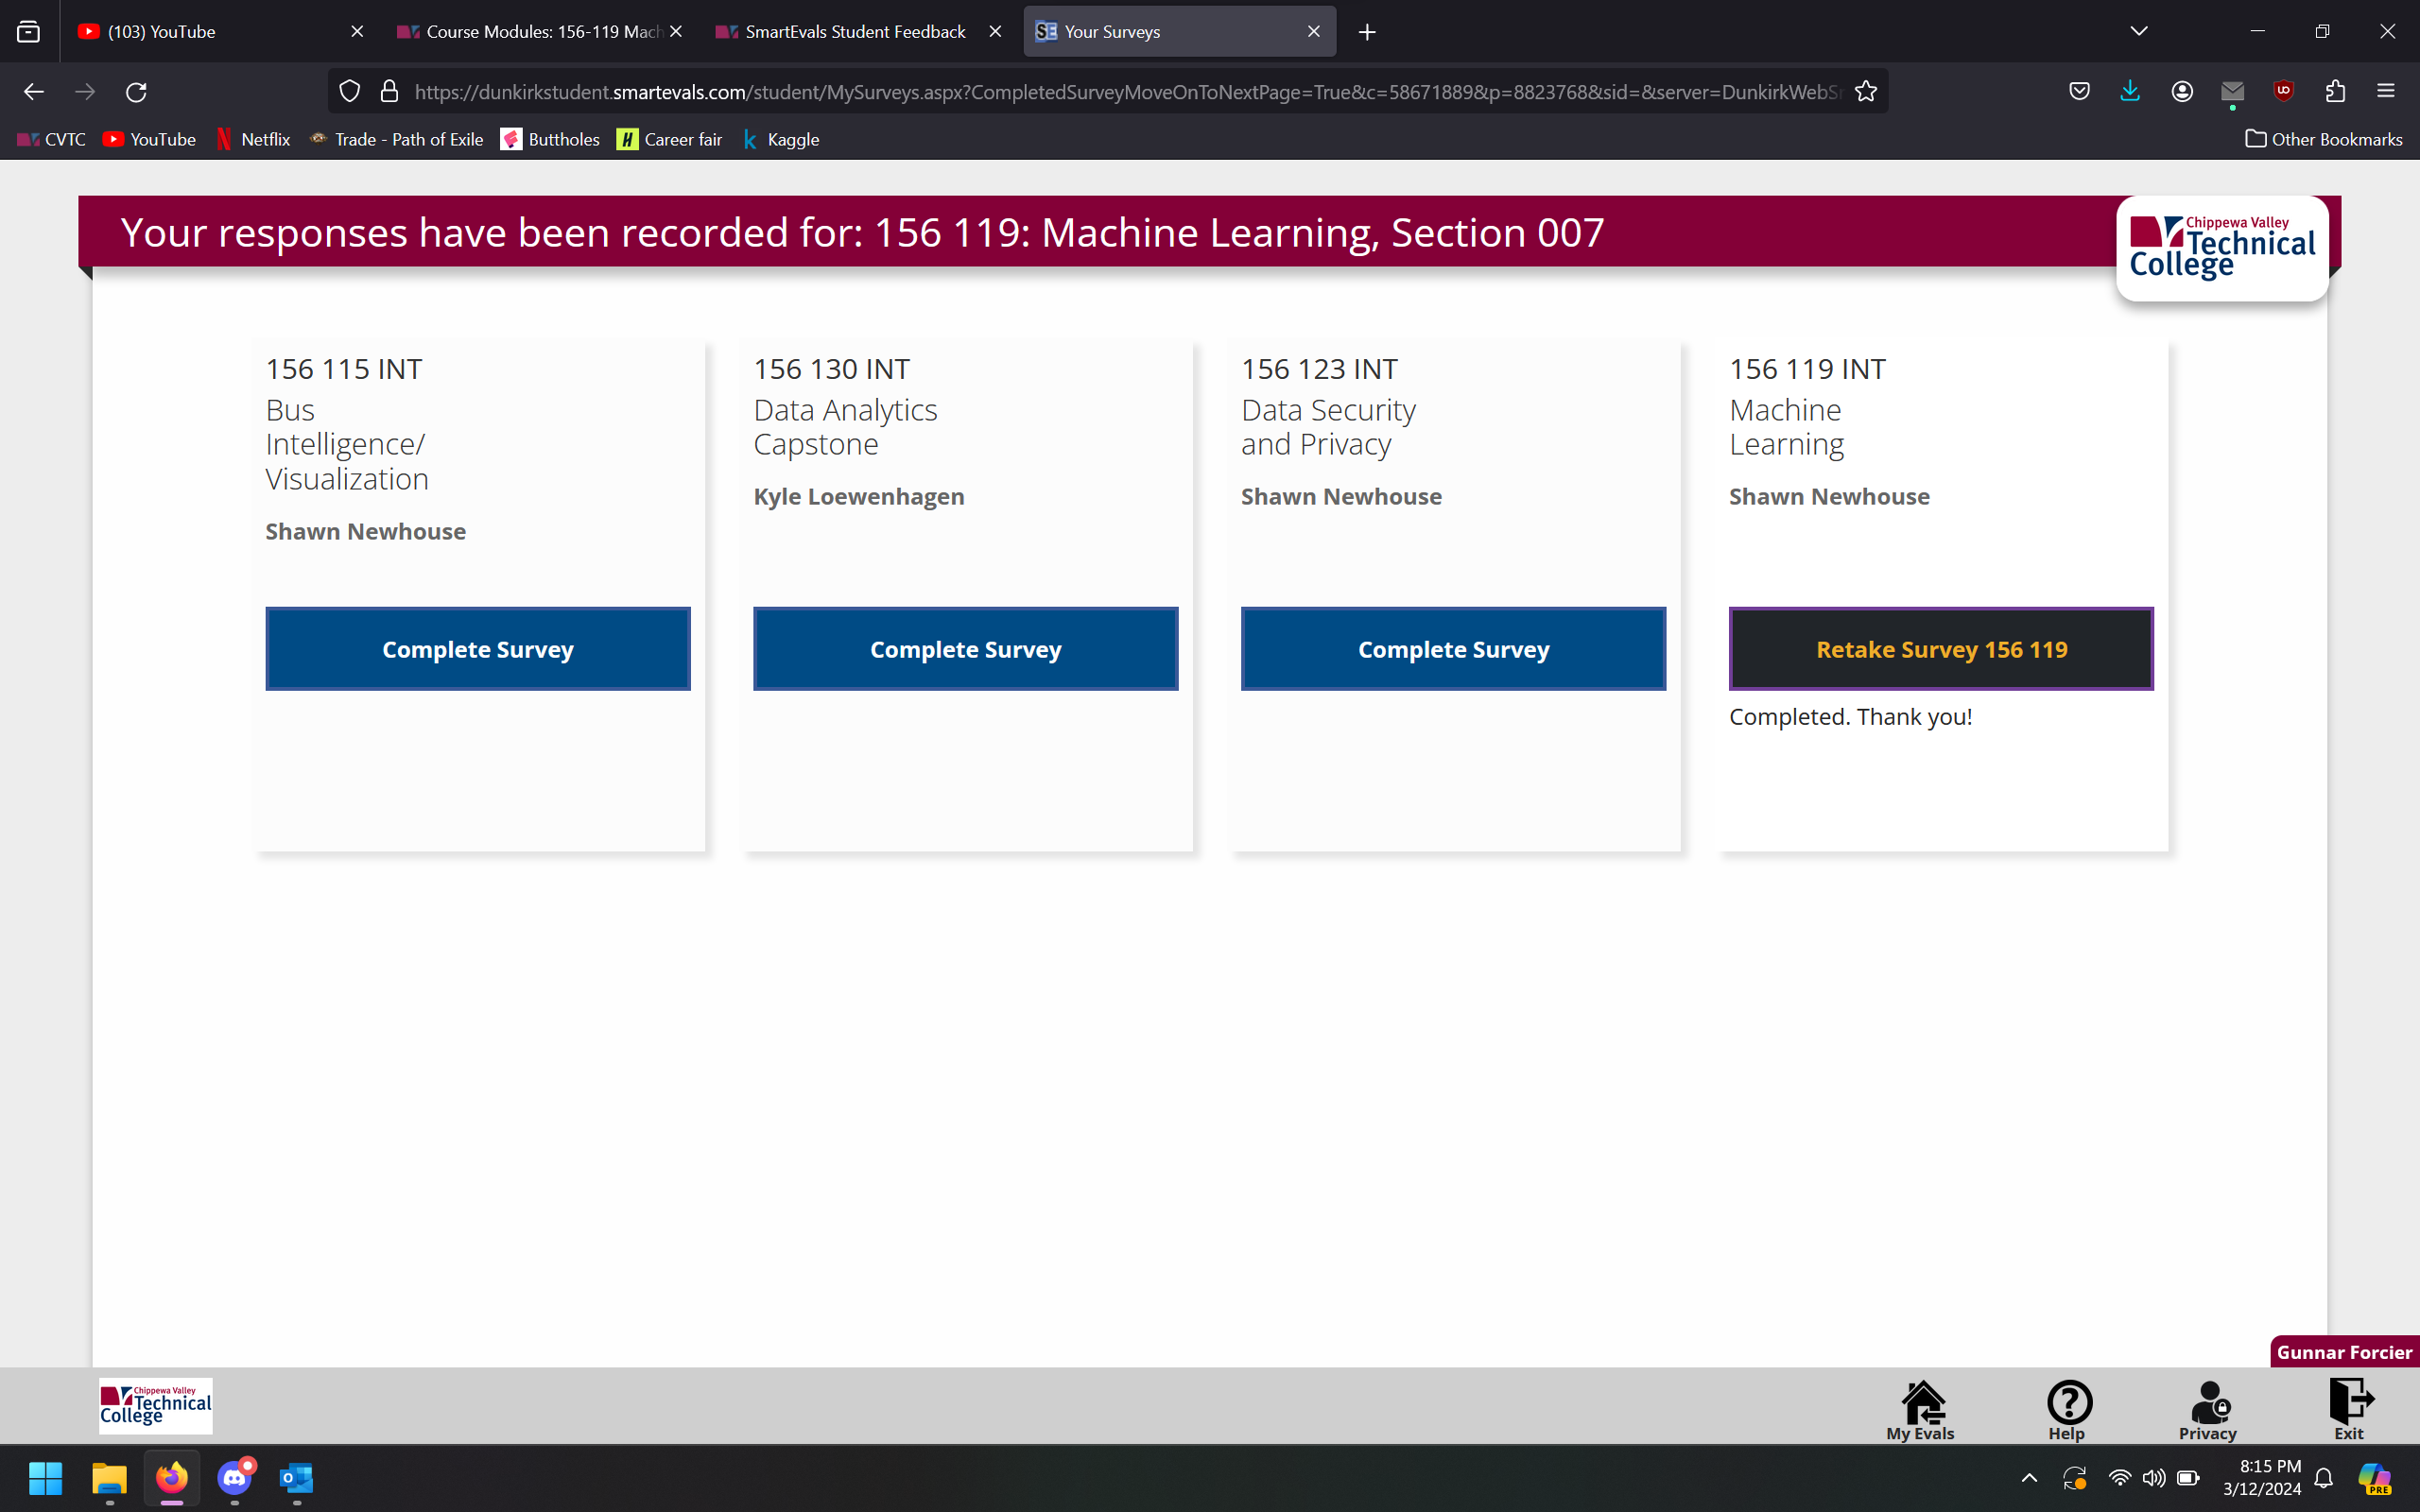 (103) YouTube
Course Modules: 156-119 Mach
SmartEvals Student Feedback
SE Your Surveys
https://dunkirkstudent.smartevals.com/student/MySurveys.aspx?CompletedSurveyMoveOnToNextPage=True&c=58671889&p=8823768&sid=&server=DunkirkWebSr
CVTC YouTube Netflix Trade - Path of Exile Buttholes H Career fair k Kaggle Other Bookmarks
Your responses have been recorded for: 156 119: Machine Learning, Section 007
Chippewa Valley
Technical
College
156 115 INT
Bus
Intelligence/
Visualization
Shawn Newhouse
Complete Survey
156 130 INT
Data Analytics
Capstone
Kyle Loewenhagen
Complete Survey
156 123 INT
Data Security
and Privacy
Shawn Newhouse
Complete Survey
156 119 INT
Machine
Learning
Shawn Newhouse
Retake Survey 156 119
Completed. Thank you!
Gunnar Forcier
Chippewa Valley
Technical
College
My Evals
Help
Privacy
Exit
8:15 PM
3/12/2024
PRE